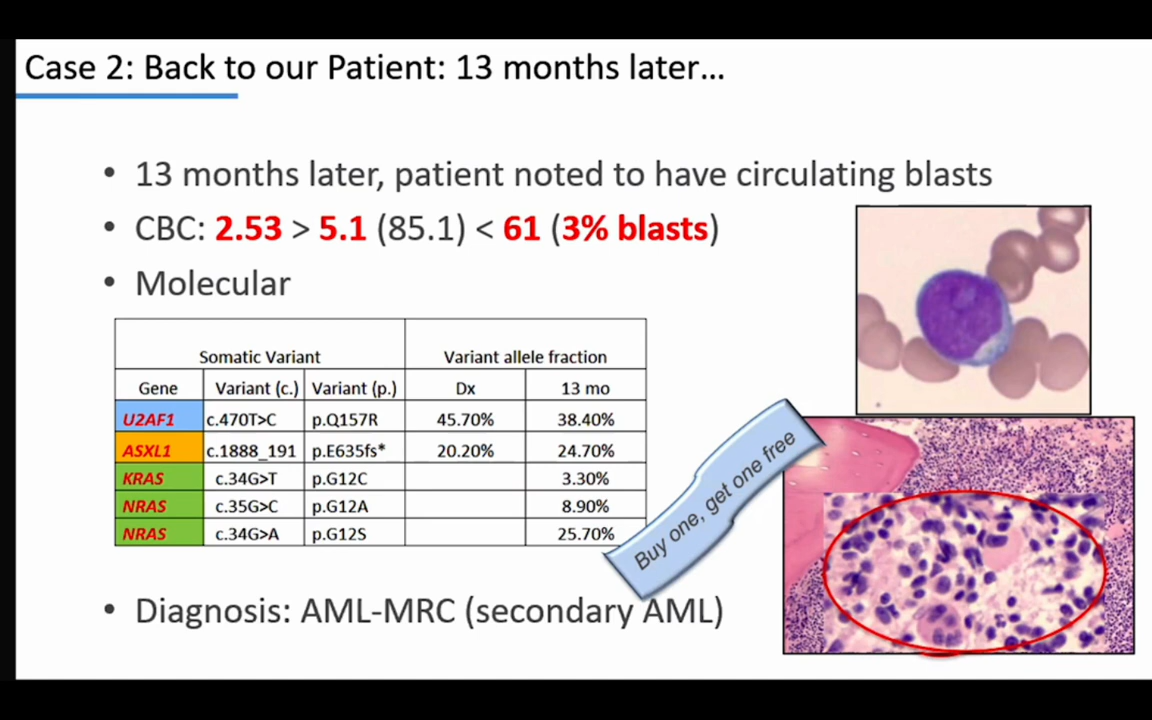 Case 2: Back to our Patient: 13 months later...
• 13 months later, patient noted to have circulating blasts
• CBC: 2.53 > 5.1 (85.1) < 61 (3% blasts)
• Molecular
Somatic Variant Variant allele fraction
Gene Variant (c.) Variant (p.) Dx 13 mo
U2AF1 c.470T>C p.Q157R 45.70% 38.40%
ASXL1 c.1888_191 p.E635fs* 20.20% 24.70%
KRAS c.34G>T p.G12C 3.30%
NRAS c.35G>C p.G12A 8.90%
NRAS c.34G>A p.G12S 25.70%
Buy one, get one free
• Diagnosis: AML-MRC (secondary AML)